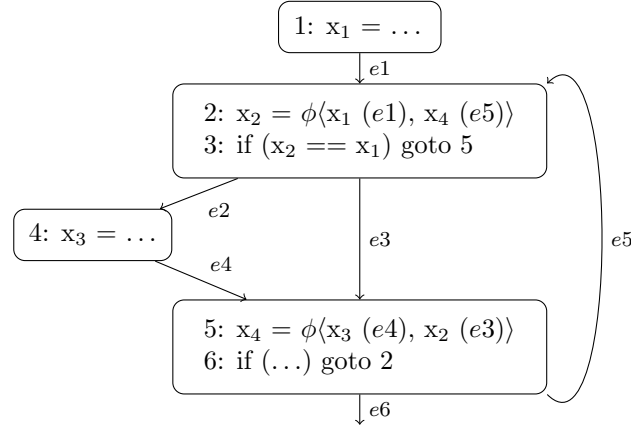 1: x₁ = …
e1
2: x₂ = ϕ⟨x₁ (e1), x₄ (e5)⟩
3: if (x₂ == x₁) goto 5
e2
4: x₃ = …
e3
e5
e4
5: x₄ = ϕ⟨x₃ (e4), x₂ (e3)⟩
6: if (…) goto 2
e6